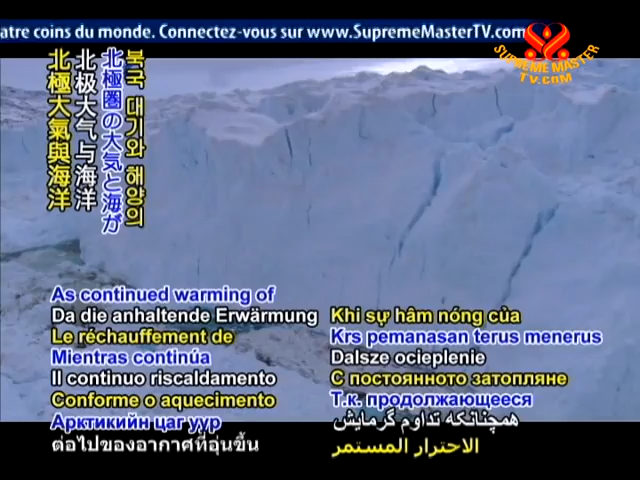 atre coins du monde. Connectez-vous sur www.SupremeMasterTV.com
SUPREME MASTER
TV.COM
북극 대기와 해양의
北極圏の大気と海が
北极大气与海洋
北極大氣與海洋
As continued warming of
Da die anhaltende Erwärmung
Le réchauffement de
Mientras continúa
Il continuo riscaldamento
Conforme o aquecimento
Арктикийн цаг уур
ต่อไปของอากาศที่อุ่นขึ้น
Khi sự hâm nóng của
Krs pemanasan terus menerus
Dalsze ocieplenie
С постоянното затопляне
Т.к. продолжающееся
همچنانکه تداوم گرمایش
الاحترار المستمر